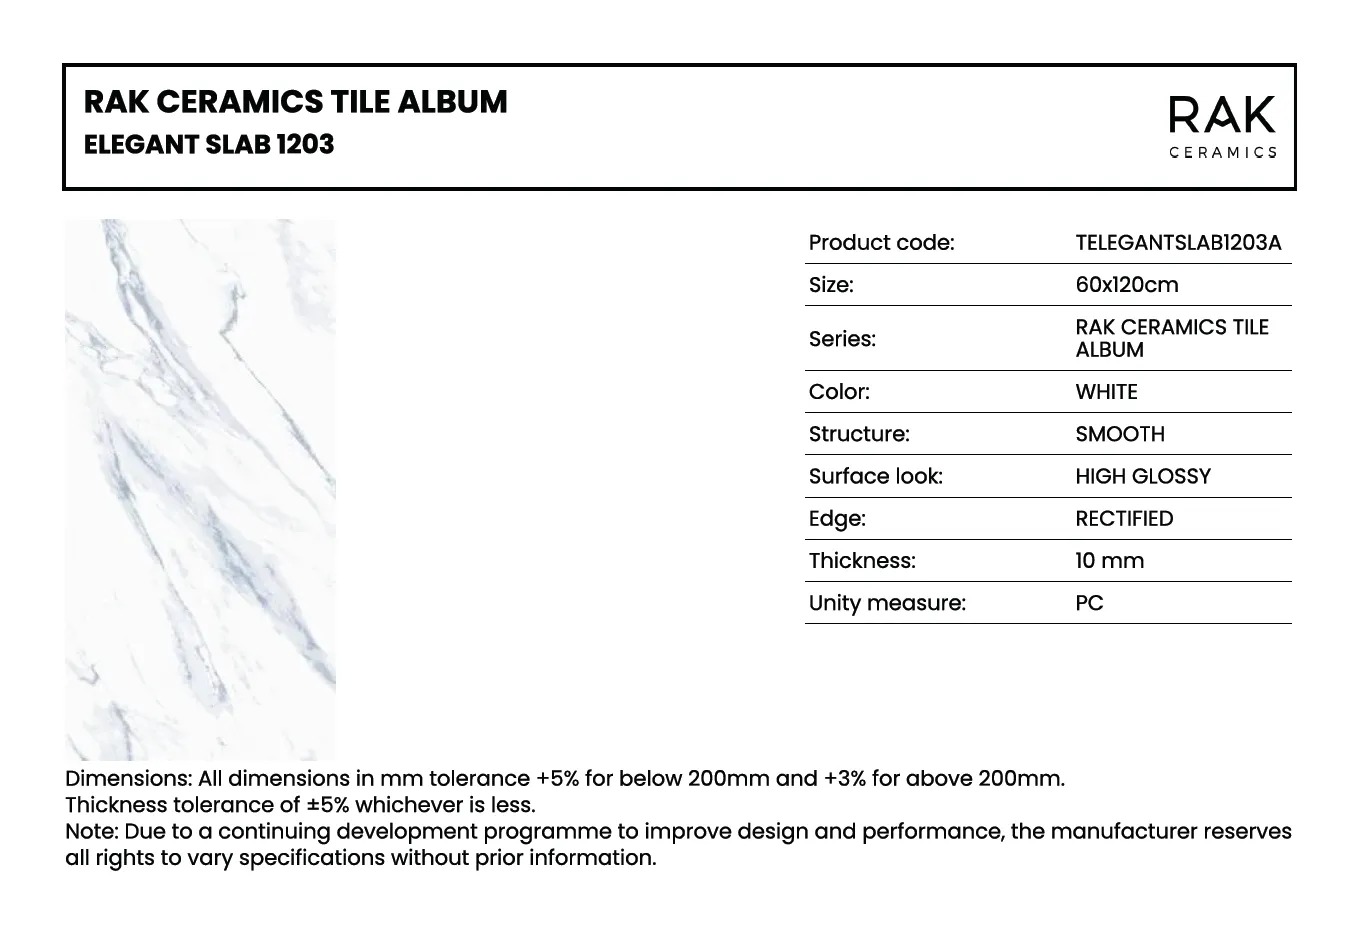 RAK CERAMICS TILE ALBUM
ELEGANT SLAB 1203
RAK
CERAMICS
Product code: TELEGANTSLAB1203A
Size: 60x120cm
Series: RAK CERAMICS TILE
ALBUM
Color: WHITE
Structure: SMOOTH
Surface look: HIGH GLOSSY
Edge: RECTIFIED
Thickness: 10 mm
Unity measure: PC
Dimensions: All dimensions in mm tolerance +5% for below 200mm and +3% for above 200mm.
Thickness tolerance of ±5% whichever is less.
Note: Due to a continuing development programme to improve design and performance, the manufacturer reserves
all rights to vary specifications without prior information.